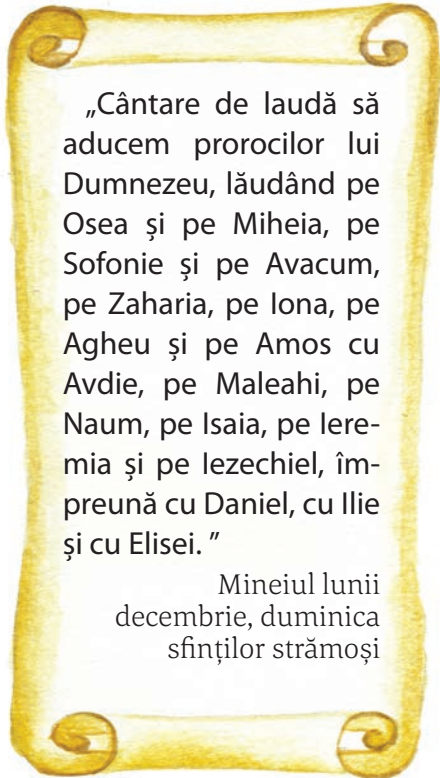 „Cântare de laudă să
aducem prorocilor lui
Dumnezeu, lăudând pe
Osea și pe Miheia, pe
Sofonie și pe Avacum,
pe Zaharia, pe Iona, pe
Agheu și pe Amos cu
Avdie, pe Maleahi, pe
Naum, pe Isaia, pe Iere-
mia și pe Iezechiel, îm-
preună cu Daniel, cu Ilie
și cu Elisei. ”
Mineiul lunii
decembrie, duminica
sfinților strămoși